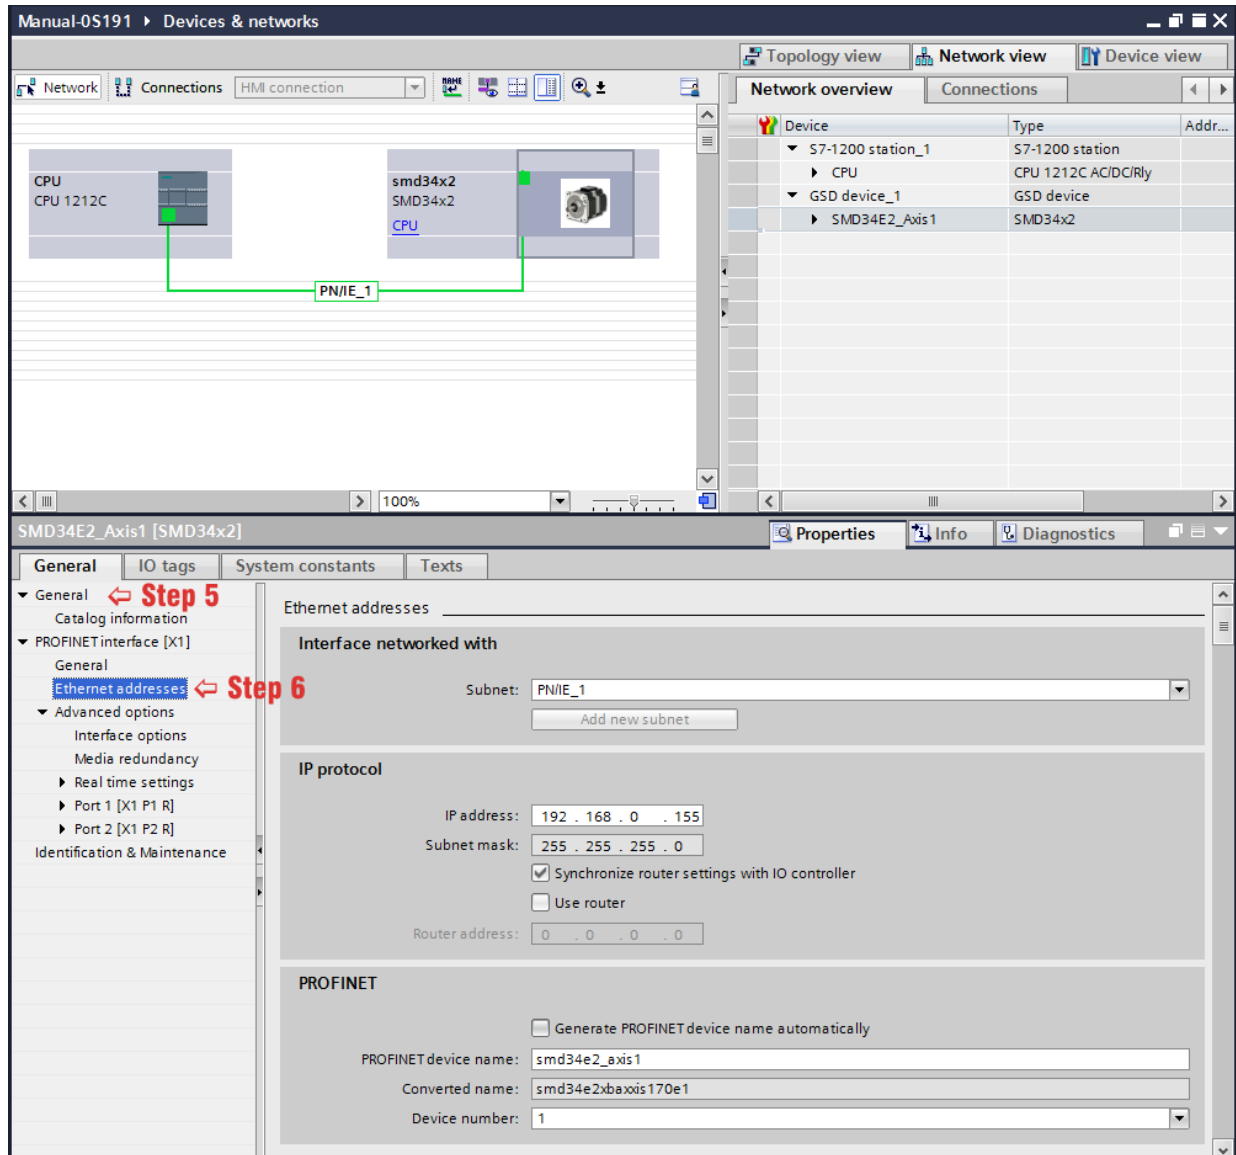 Manual-0S191 ▸ Devices & networks
Topology view
Network view
Device view
Network
Connections
HMI connection
Network overview
Connections
Device
Type
Addr...
S7-1200 station_1
S7-1200 station
CPU
CPU 1212C AC/DC/Rly
GSD device_1
GSD device
SMD34E2_Axis1
SMD34x2
CPU
CPU 1212C
smd34x2
SMD34x2
CPU
PN/IE_1
100%
SMD34E2_Axis1 [SMD34x2]
Properties
Info
Diagnostics
General
IO tags
System constants
Texts
General
Step 5
Catalog information
PROFINET interface [X1]
General
Ethernet addresses
Step 6
Advanced options
Interface options
Media redundancy
Real time settings
Port 1 [X1 P1 R]
Port 2 [X1 P2 R]
Identification & Maintenance
Ethernet addresses
Interface networked with
Subnet: PN/IE_1
Add new subnet
IP protocol
IP address: 192 . 168 . 0 . 155
Subnet mask: 255 . 255 . 255 . 0
Synchronize router settings with IO controller
Use router
Router address: 0 . 0 . 0 . 0
PROFINET
Generate PROFINET device name automatically
PROFINET device name: smd34e2_axis1
Converted name: smd34e2xbaxxis170e1
Device number: 1